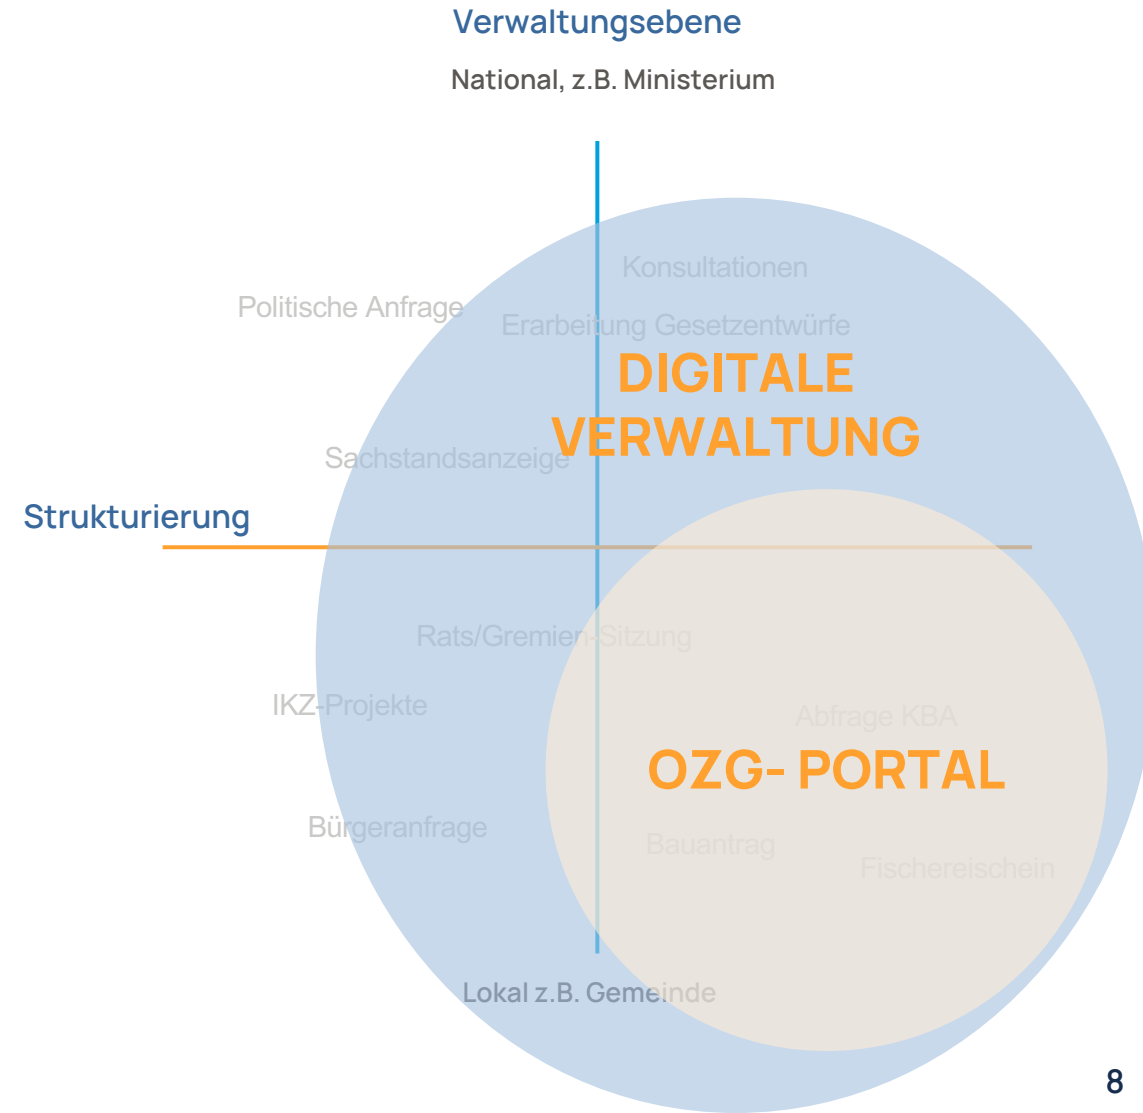 Verwaltungsebene
National, z.B. Ministerium
Konsultationen
Politische Anfrage
Erarbeitung Gesetzentwürfe
DIGITALE
VERWALTUNG
Sachstandsanzeige
Strukturierung
Rats/Gremien-Sitzung
IKZ-Projekte
Abfrage KBA
OZG- PORTAL
Bürgeranfrage
Bauantrag
Fischereischein
Lokal z.B. Gemeinde
8